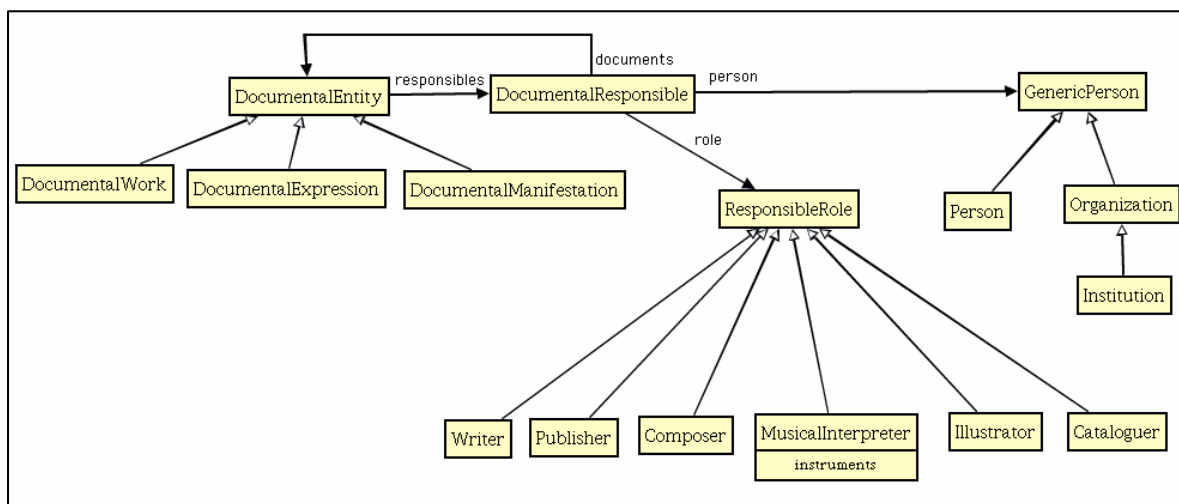 documents
responsibles
person
DocumentalEntity
DocumentalResponsible
GenericPerson
role
DocumentalWork
DocumentalExpression
DocumentalManifestation
ResponsibleRole
Person
Organization
Institution
Writer
Publisher
Composer
MusicalInterpreter
instruments
Illustrator
Cataloguer